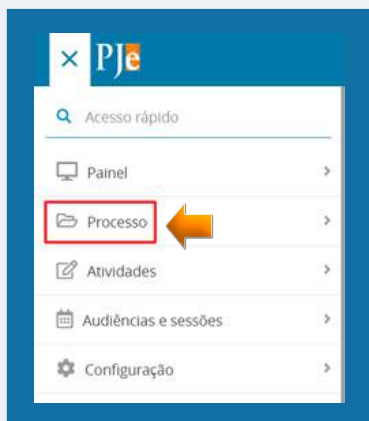 × PJe
Acesso rápido
Painel
Processo
Atividades
Audiências e sessões
Configuração